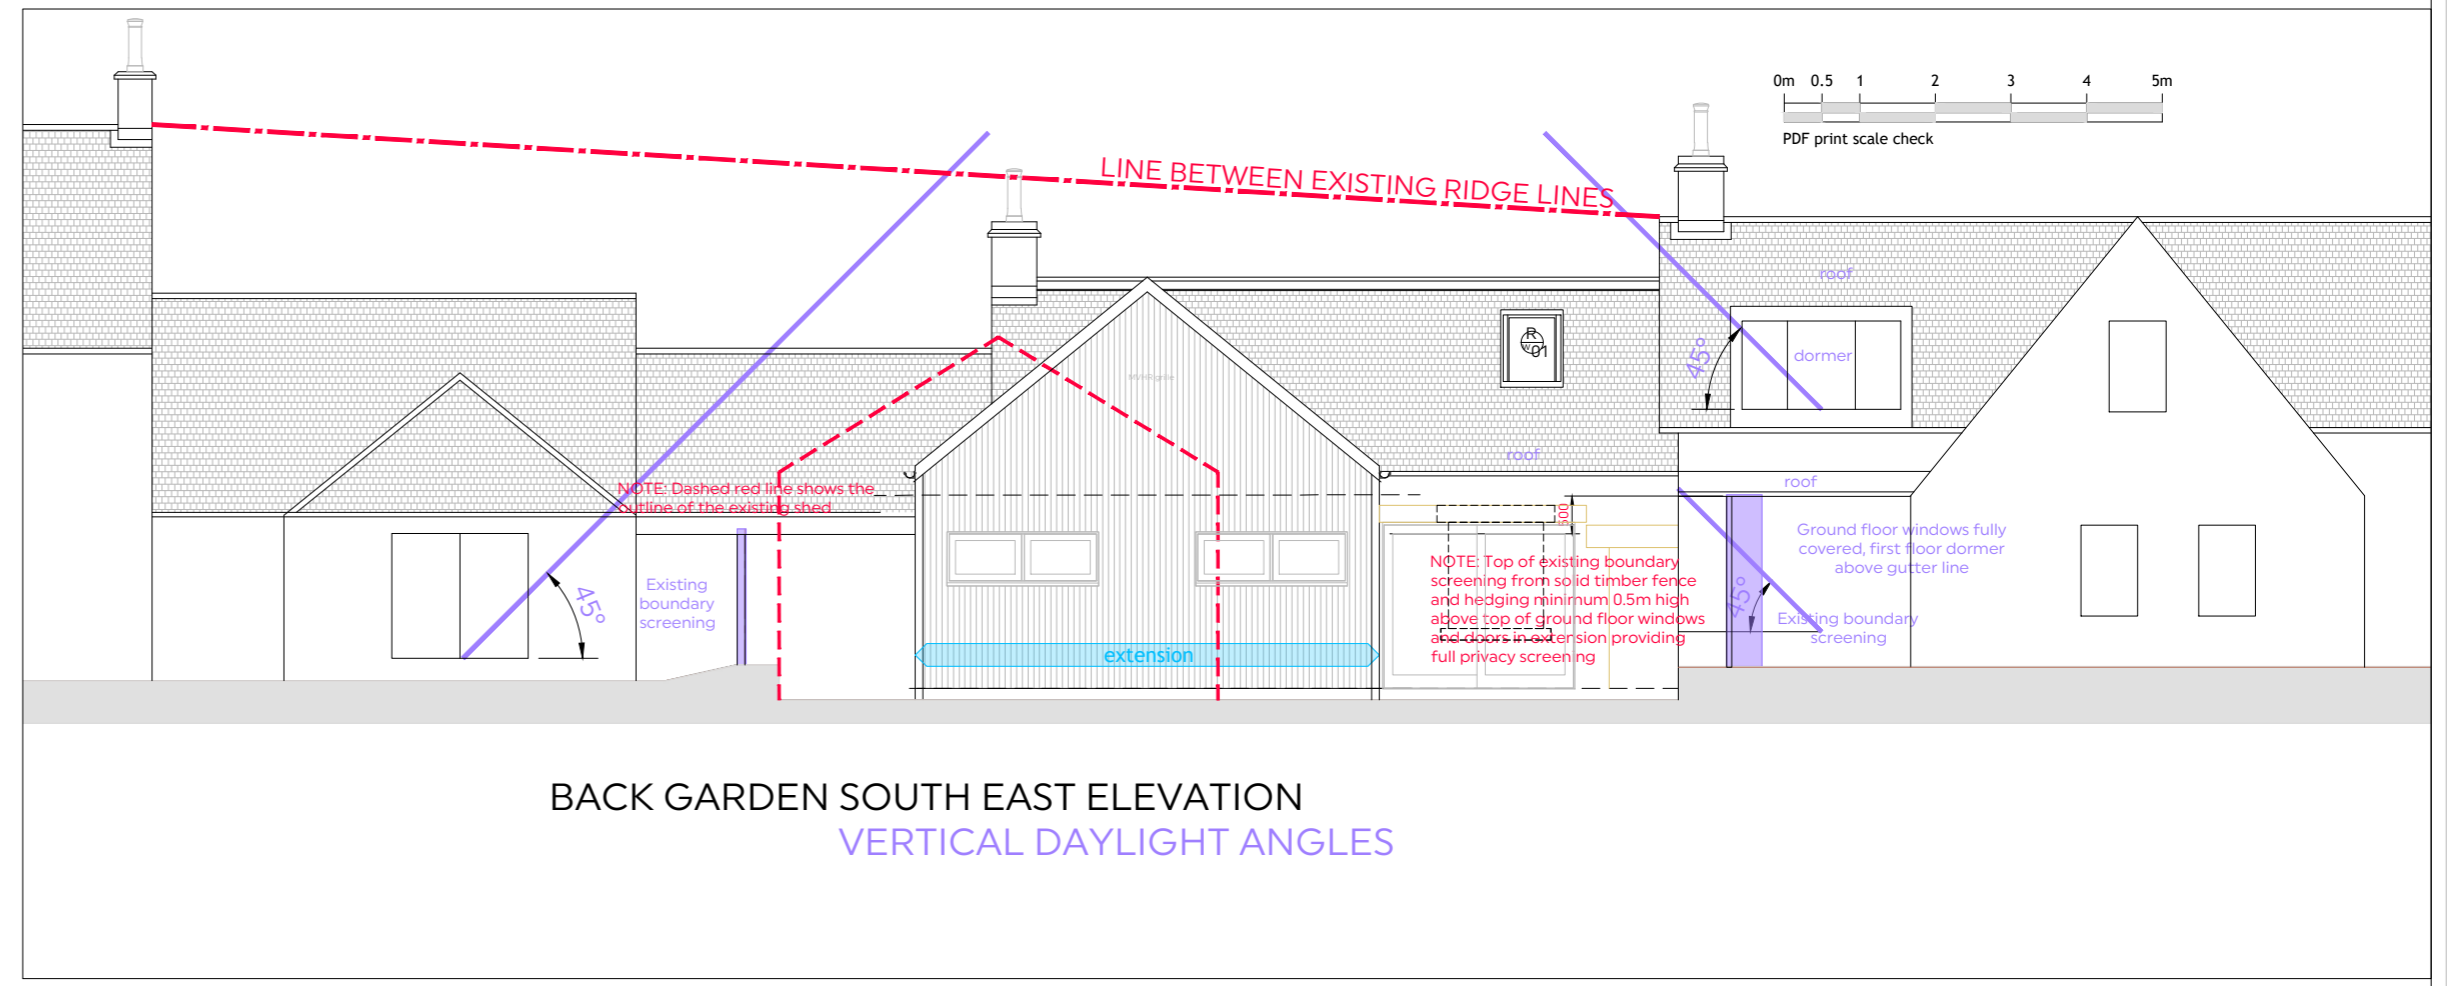 0m 0.5 1 2 3 4 5m
PDF print scale check
LINE BETWEEN EXISTING RIDGE LINES
roof
R
W
01
45°
dormer
MVHR grille
roof
roof
NOTE: Dashed red line shows the
outline of the existing shed
500
Ground floor windows fully
covered, first floor dormer
above gutter line
NOTE: Top of existing boundary
screening from solid timber fence
and hedging minimum 0.5m high
above top of ground floor windows
and doors in extension providing
full privacy screening
45°
Existing
boundary
screening
45°
Existing boundary
screening
extension
BACK GARDEN SOUTH EAST ELEVATION
VERTICAL DAYLIGHT ANGLES